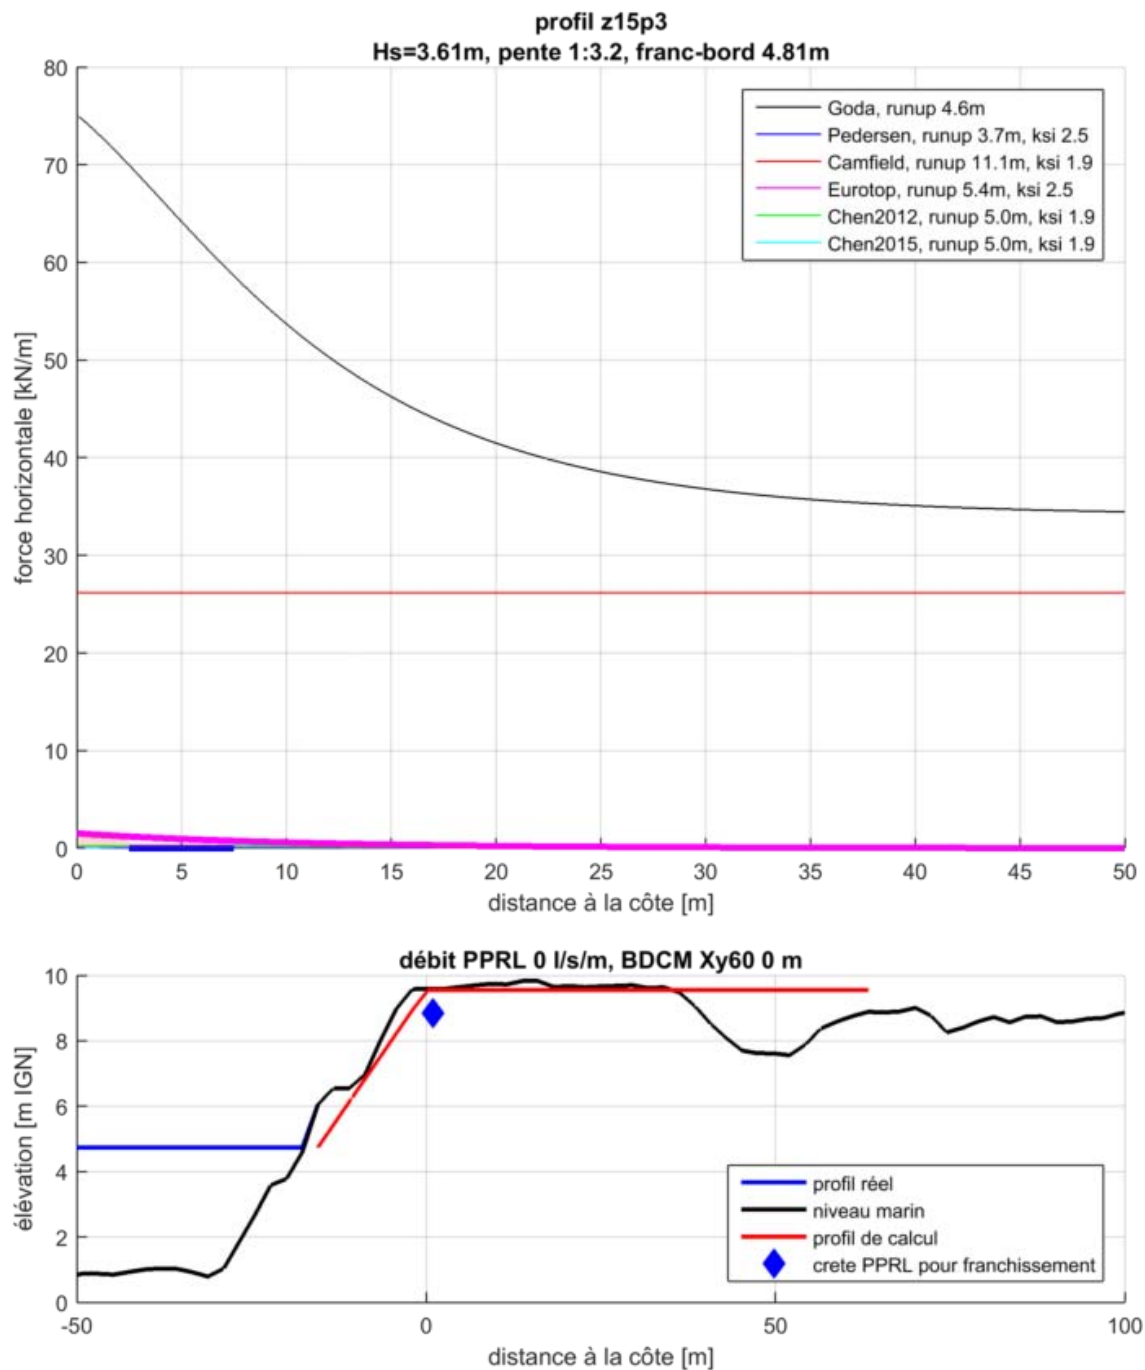 profil z15p3
Hs=3.61m, pente 1:3.2, franc-bord 4.81m
80
70
60
50
40
30
20
10
0
force horizontale [kN/m]
Goda, runup 4.6m
Pedersen, runup 3.7m, ksi 2.5
Camfield, runup 11.1m, ksi 1.9
Eurotop, runup 5.4m, ksi 2.5
Chen2012, runup 5.0m, ksi 1.9
Chen2015, runup 5.0m, ksi 1.9
0 5 10 15 20 25 30 35 40 45 50
distance à la côte [m]
débit PPRL 0 l/s/m, BDCM Xy60 0 m
10
8
6
4
2
0
élévation [m IGN]
profil réel
niveau marin
profil de calcul
crete PPRL pour franchissement
-50 0 50 100
distance à la côte [m]